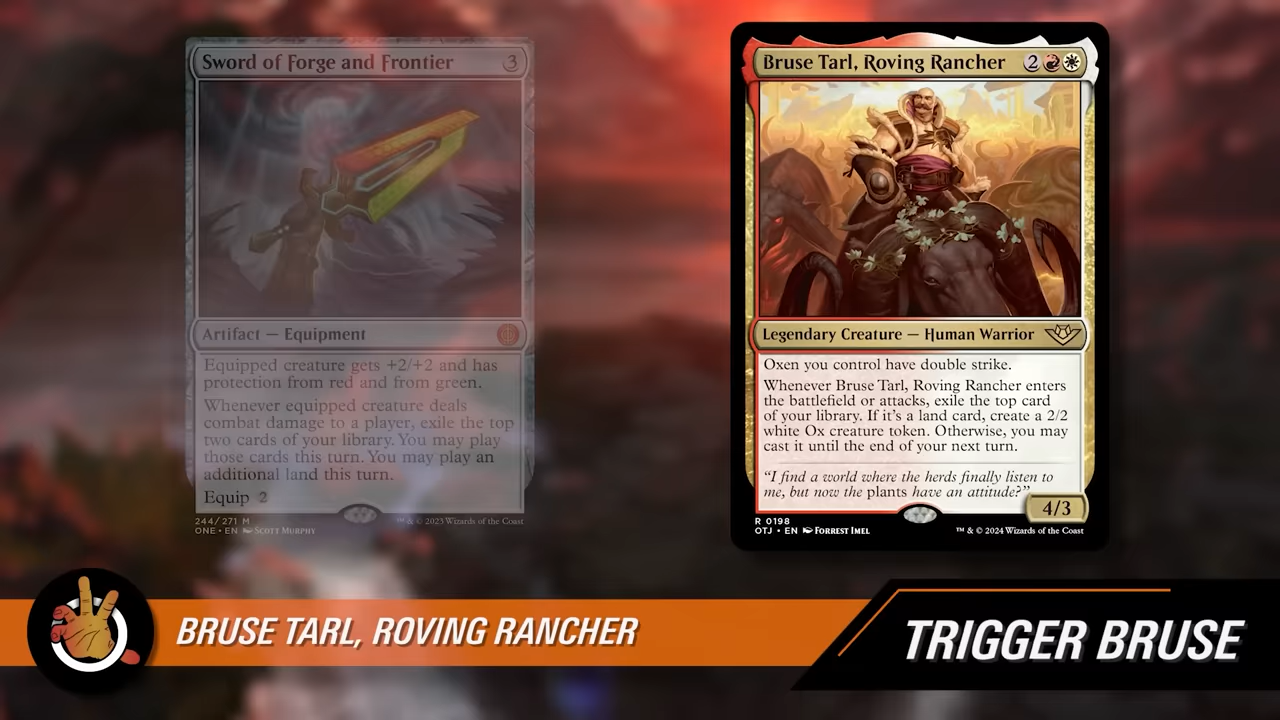 Sword of Forge and Frontier 3
Artifact — Equipment
Equipped creature gets +2/+2 and has
protection from red and from green.
Whenever equipped creature deals
combat damage to a player, exile the top
two cards of your library. You may play
those cards this turn. You may play an
additional land this turn.
Equip 2
244/271 M
ONE • EN Scott Murphy
™ & © 2023 Wizards of the Coast
Bruse Tarl, Roving Rancher 2
Legendary Creature — Human Warrior
Oxen you control have double strike.
Whenever Bruse Tarl, Roving Rancher enters
the battlefield or attacks, exile the top card
of your library. If it's a land card, create a 2/2
white Ox creature token. Otherwise, you may
cast it until the end of your next turn.
“I find a world where the herds finally listen to
me, but now the plants have an attitude?”
4/3
R 0198
OTJ • EN Forrest Imel
™ & © 2024 Wizards of the Coast
BRUSE TARL, ROVING RANCHER
TRIGGER BRUSE